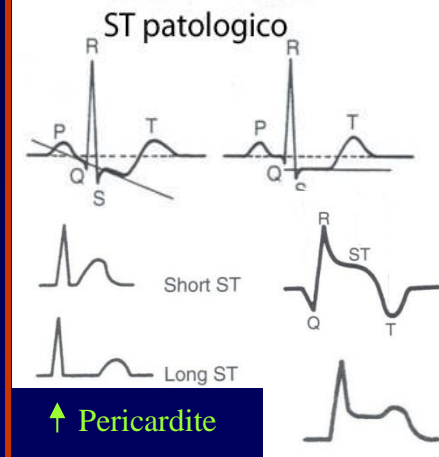 ST patologico
R
P
T
Q
S
R
P
T
Q
S
Short ST
R
ST
Q
T
Long ST
↑ Pericardite